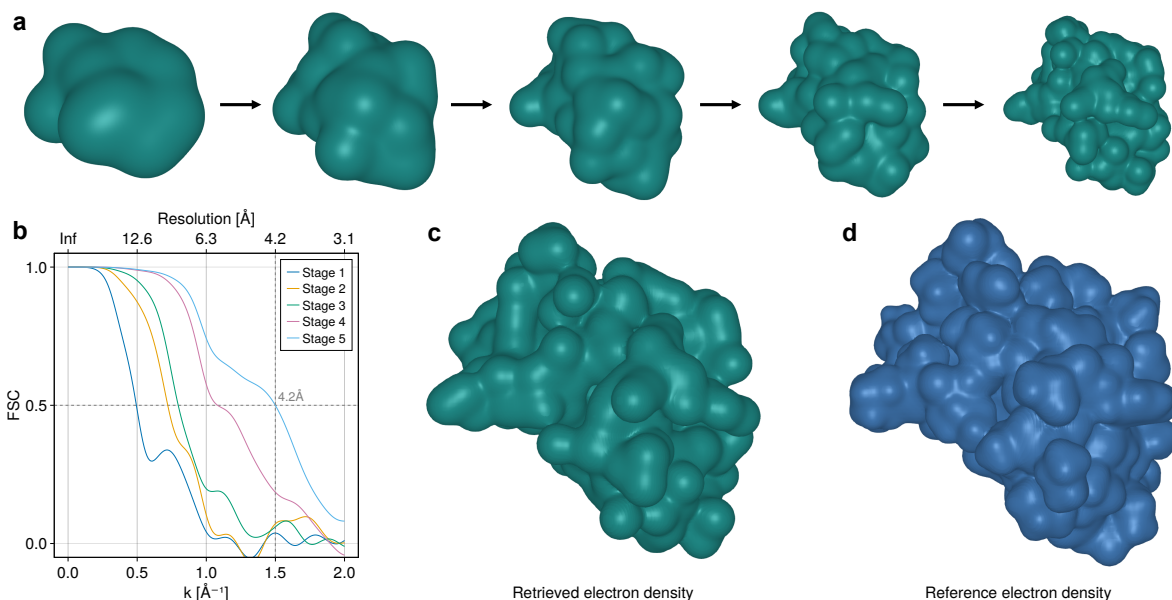 a
b
Resolution [Å]
Inf 12.6 6.3 4.2 3.1
1.0
0.5
0.0
FSC
Stage 1
Stage 2
Stage 3
Stage 4
Stage 5
4.2Å
0.0 0.5 1.0 1.5 2.0
k [Å⁻¹]
c
Retrieved electron density
d
Reference electron density